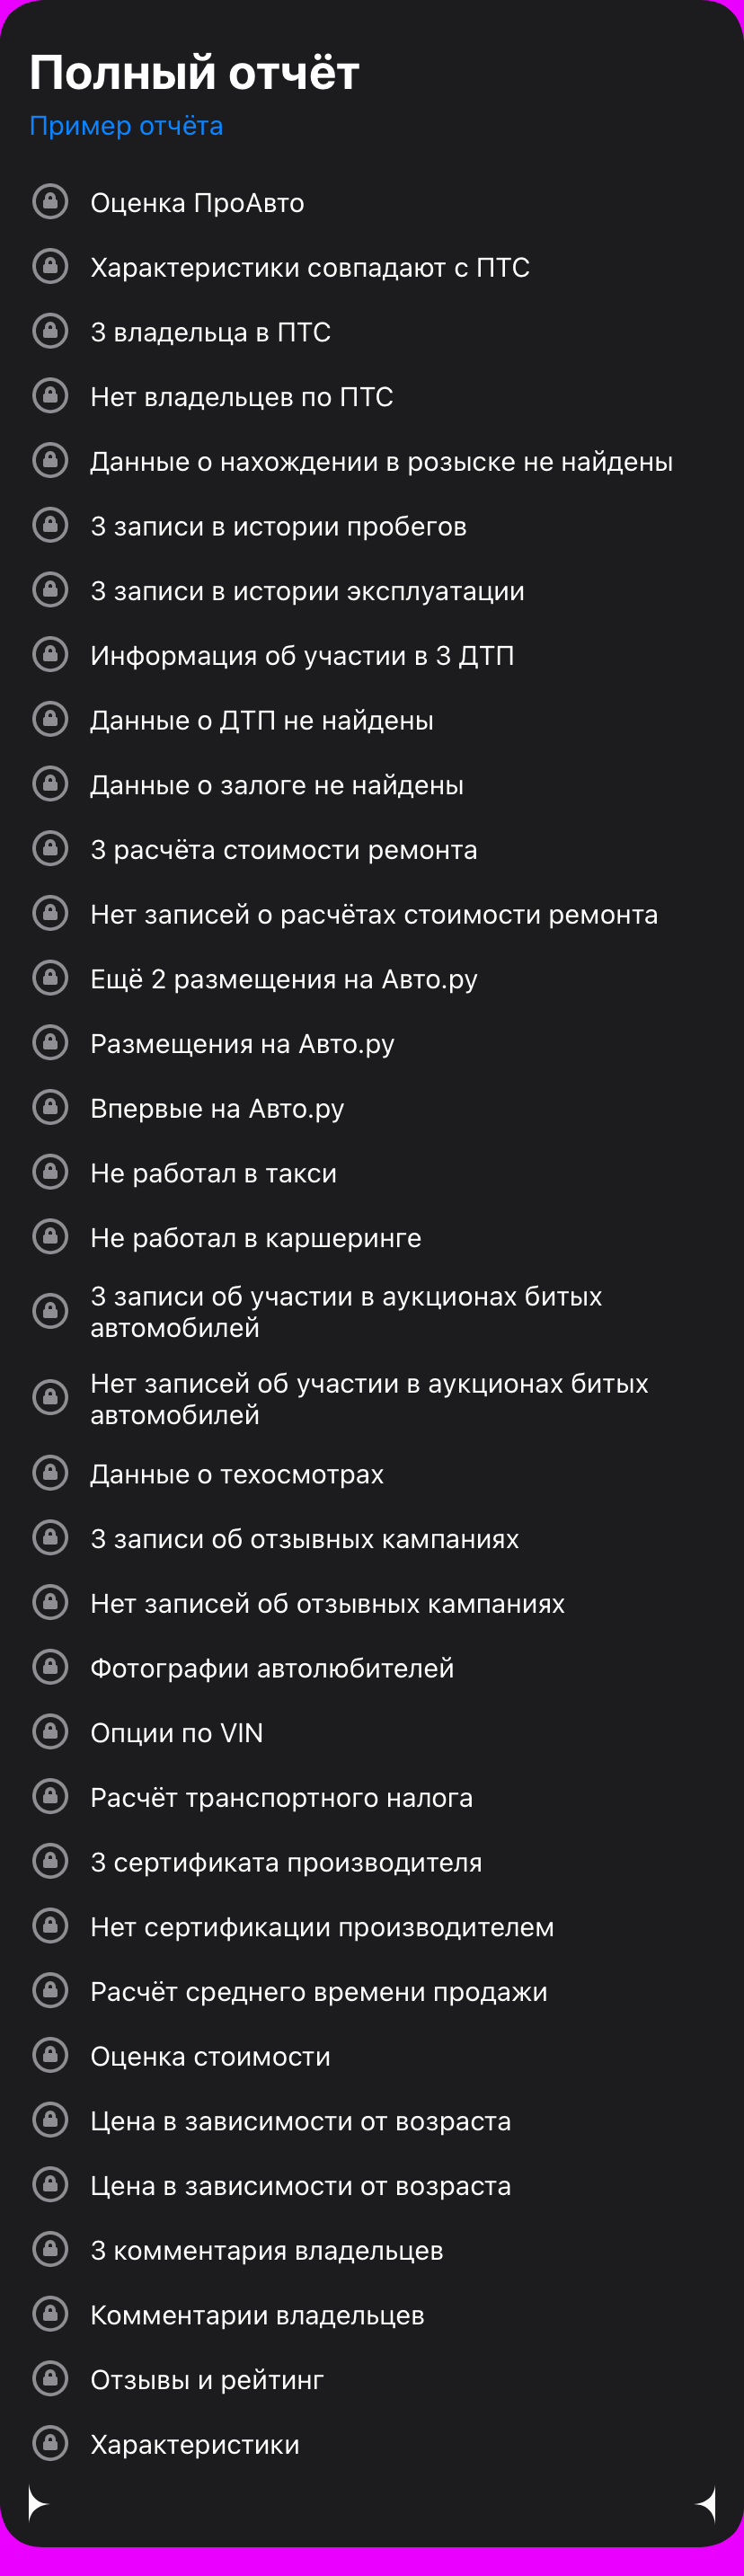 Полный отчёт
Пример отчёта
Оценка ПроАвто
Характеристики совпадают с ПТС
3 владельца в ПТС
Нет владельцев по ПТС
Данные о нахождении в розыске не найдены
3 записи в истории пробегов
3 записи в истории эксплуатации
Информация об участии в 3 ДТП
Данные о ДТП не найдены
Данные о залоге не найдены
3 расчёта стоимости ремонта
Нет записей о расчётах стоимости ремонта
Ещё 2 размещения на Авто.ру
Размещения на Авто.ру
Впервые на Авто.ру
Не работал в такси
Не работал в каршеринге
3 записи об участии в аукционах битых
автомобилей
Нет записей об участии в аукционах битых
автомобилей
Данные о техосмотрах
3 записи об отзывных кампаниях
Нет записей об отзывных кампаниях
Фотографии автолюбителей
Опции по VIN
Расчёт транспортного налога
3 сертификата производителя
Нет сертификации производителем
Расчёт среднего времени продажи
Оценка стоимости
Цена в зависимости от возраста
Цена в зависимости от возраста
3 комментария владельцев
Комментарии владельцев
Отзывы и рейтинг
Характеристики